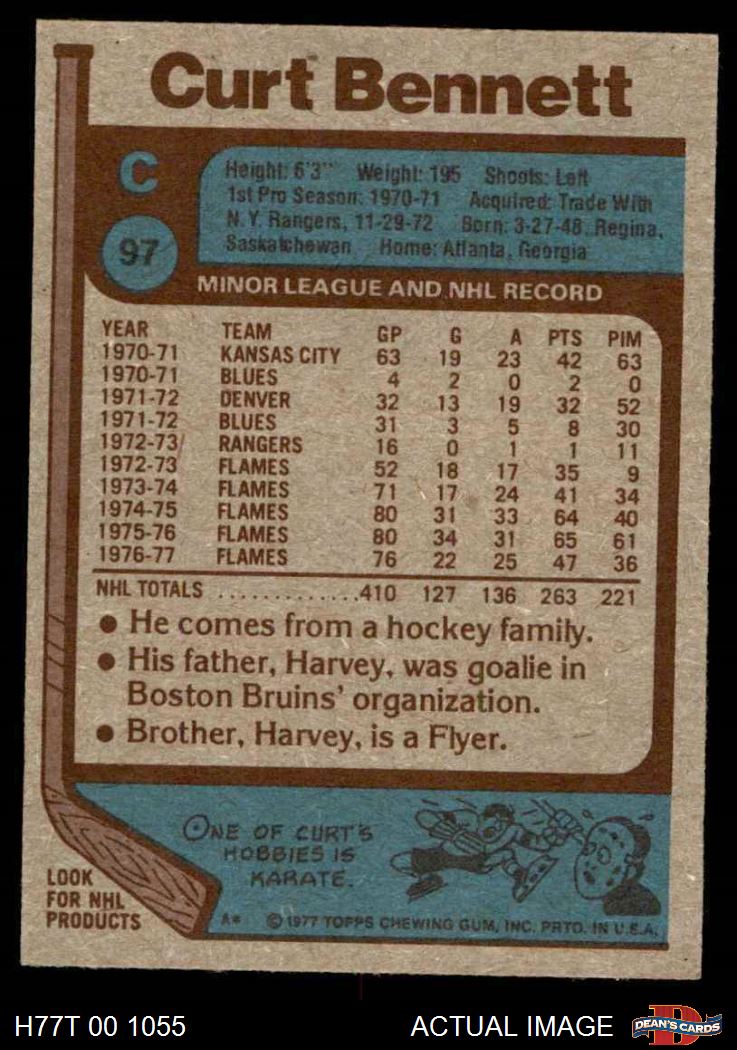 Curt Bennett
C
97
Height: 6'3" Weight: 195 Shoots: Left
1st Pro Season: 1970-71 Acquired: Trade With
N.Y. Rangers, 11-29-72 Born: 3-27-48, Regina,
Saskatchewan Home: Atlanta, Georgia
MINOR LEAGUE AND NHL RECORD
YEAR TEAM GP G A PTS PIM
1970-71 KANSAS CITY 63 19 23 42 63
1970-71 BLUES 4 2 0 2 0
1971-72 DENVER 32 13 19 32 52
1971-72 BLUES 31 3 5 8 30
1972-73 RANGERS 16 0 1 1 11
1972-73 FLAMES 52 18 17 35 9
1973-74 FLAMES 71 17 24 41 34
1974-75 FLAMES 80 31 33 64 40
1975-76 FLAMES 80 34 31 65 61
1976-77 FLAMES 76 22 25 47 36
NHL TOTALS .............410 127 136 263 221
• He comes from a hockey family.
• His father, Harvey, was goalie in
Boston Bruins' organization.
• Brother, Harvey, is a Flyer.
ONE OF CURT'S
HOBBIES IS
KARATE.
LOOK
FOR NHL
PRODUCTS
A* © 1977 TOPPS CHEWING GUM, INC. PRTD. IN U.S.A.
H77T 00 1055 ACTUAL IMAGE DEAN'S CARDS